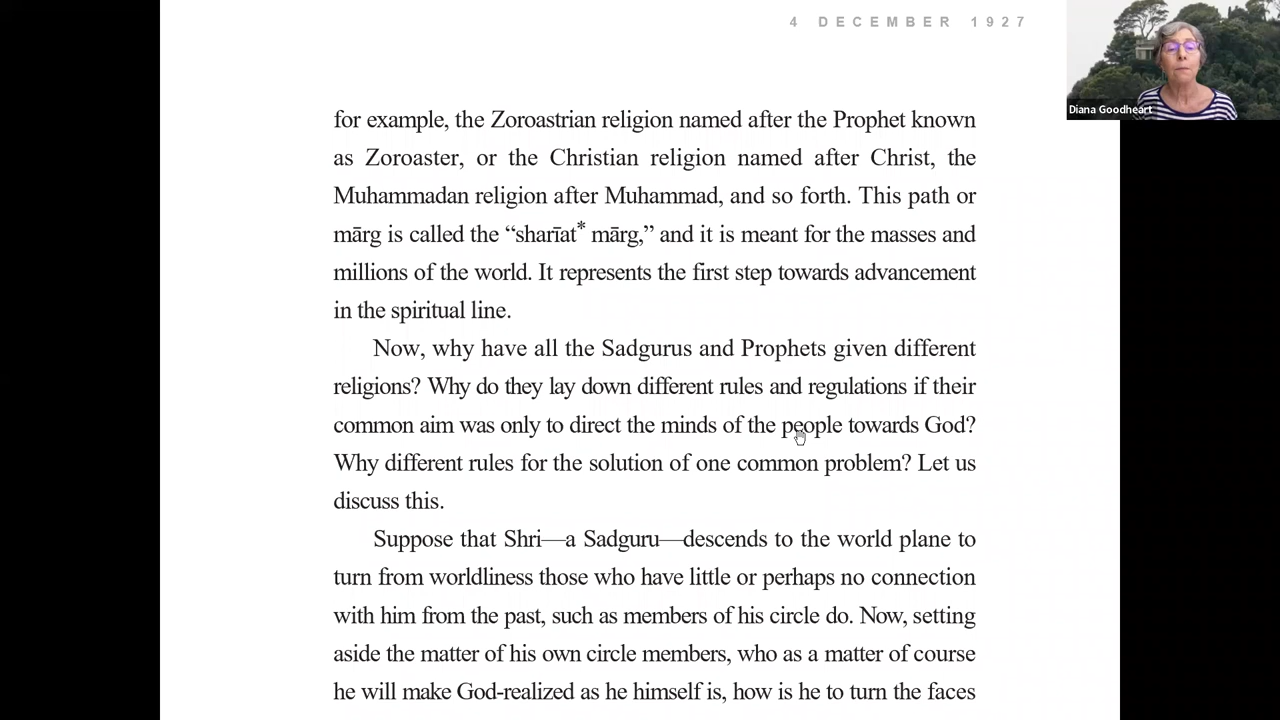 4 DECEMBER 1927
Diana Goodheart
for example, the Zoroastrian religion named after the Prophet known
as Zoroaster, or the Christian religion named after Christ, the
Muhammadan religion after Muhammad, and so forth. This path or
mārg is called the “sharīat* mārg,” and it is meant for the masses and
millions of the world. It represents the first step towards advancement
in the spiritual line.
Now, why have all the Sadgurus and Prophets given different
religions? Why do they lay down different rules and regulations if their
common aim was only to direct the minds of the people towards God?
Why different rules for the solution of one common problem? Let us
discuss this.
Suppose that Shri—a Sadguru—descends to the world plane to
turn from worldliness those who have little or perhaps no connection
with him from the past, such as members of his circle do. Now, setting
aside the matter of his own circle members, who as a matter of course
he will make God-realized as he himself is, how is he to turn the faces